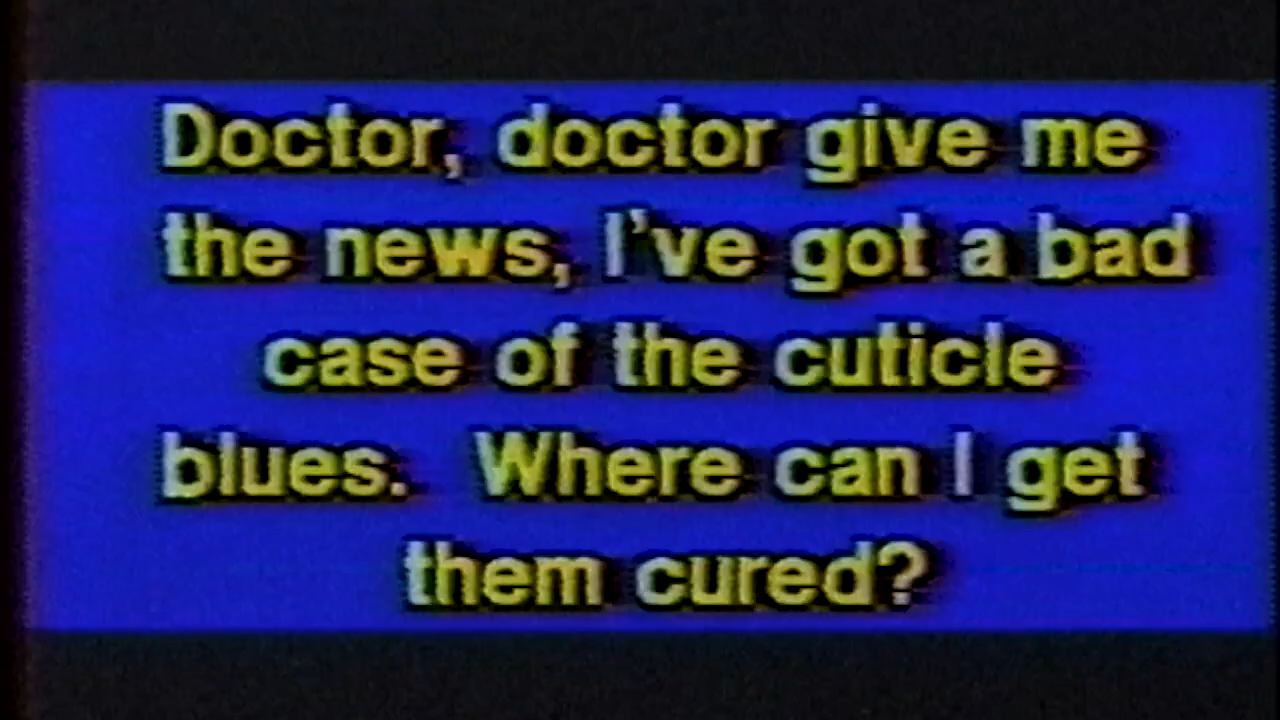 Doctor, doctor give me
the news, I've got a bad
case of the cuticle
blues. Where can I get
them cured?